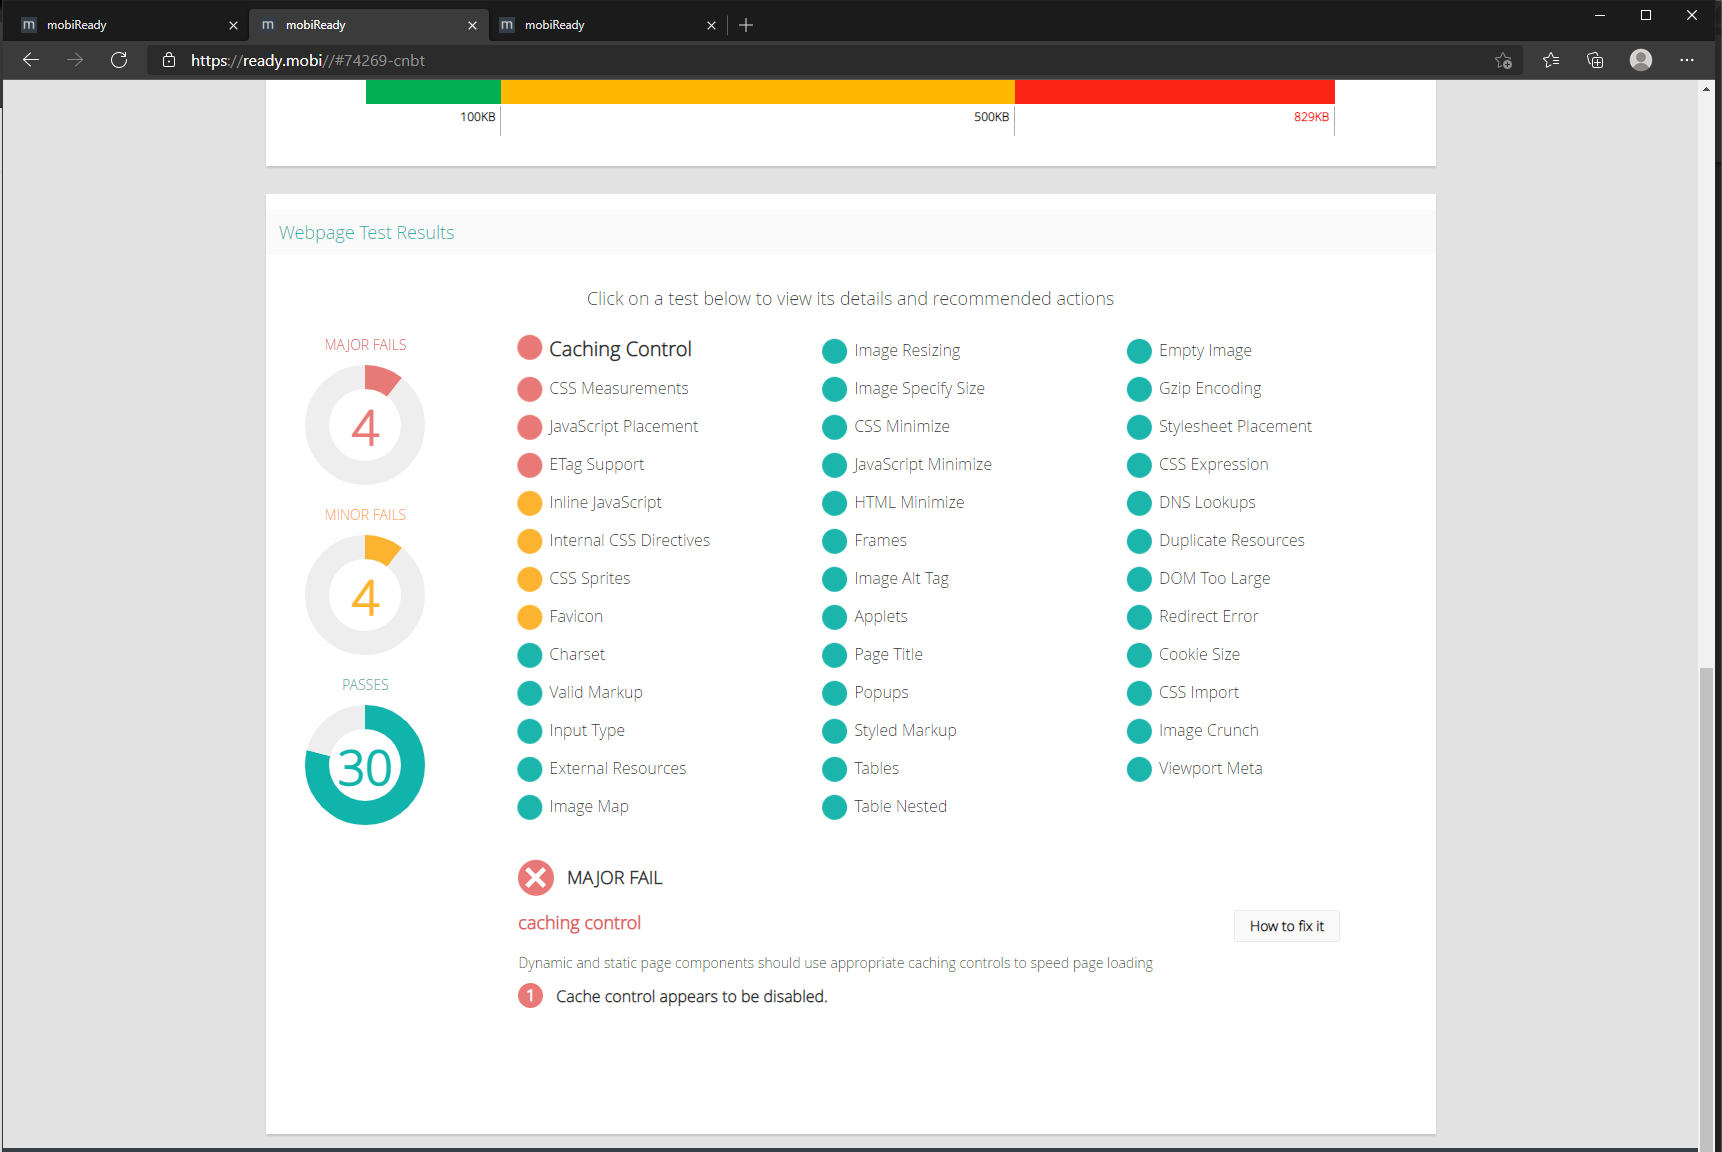 mobiReady
mobiReady
mobiReady
https://ready.mobi//#74269-cnbt
100KB
500KB
829KB
Webpage Test Results
Click on a test below to view its details and recommended actions
MAJOR FAILS
4
MINOR FAILS
4
PASSES
30
Caching Control
CSS Measurements
JavaScript Placement
ETag Support
Inline JavaScript
Internal CSS Directives
CSS Sprites
Favicon
Charset
Valid Markup
Input Type
External Resources
Image Map
Image Resizing
Image Specify Size
CSS Minimize
JavaScript Minimize
HTML Minimize
Frames
Image Alt Tag
Applets
Page Title
Popups
Styled Markup
Tables
Table Nested
Empty Image
Gzip Encoding
Stylesheet Placement
CSS Expression
DNS Lookups
Duplicate Resources
DOM Too Large
Redirect Error
Cookie Size
CSS Import
Image Crunch
Viewport Meta
MAJOR FAIL
caching control
How to fix it
Dynamic and static page components should use appropriate caching controls to speed page loading
1 Cache control appears to be disabled.